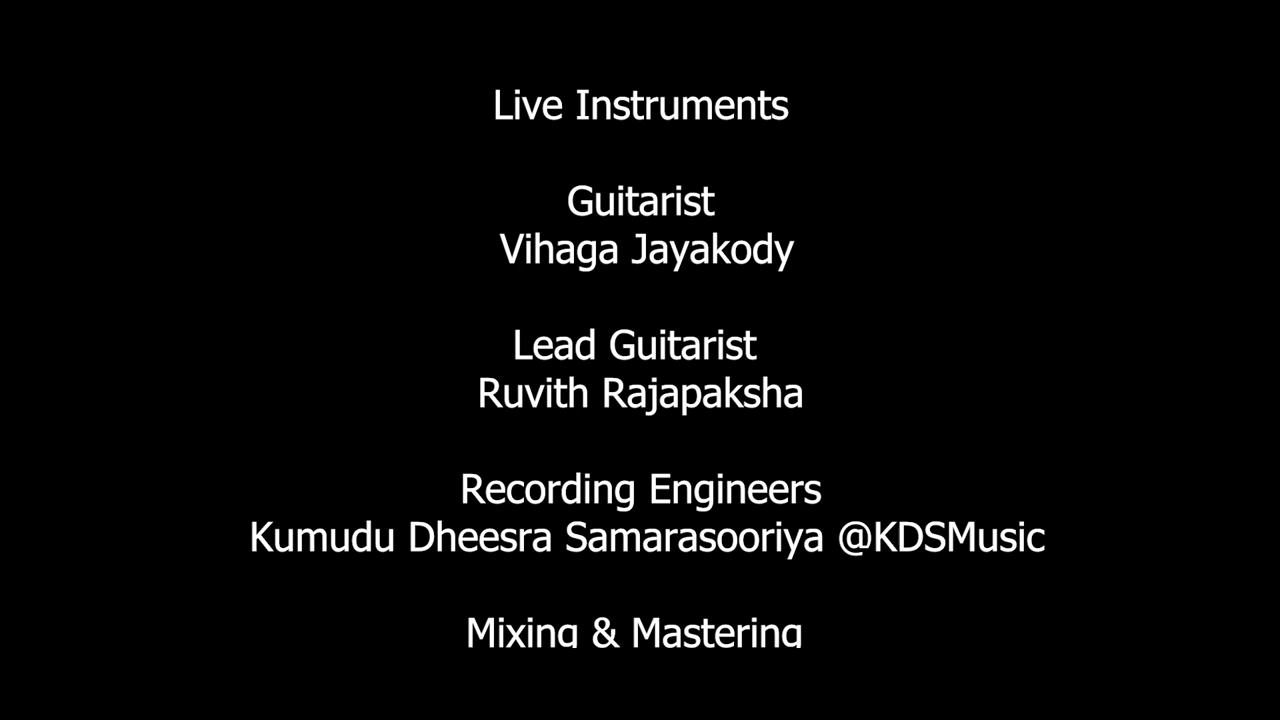 Live Instruments
Guitarist
Vihaga Jayakody
Lead Guitarist
Ruvith Rajapaksha
Recording Engineers
Kumudu Dheesra Samarasooriya @KDSMusic
Mixing & Mastering